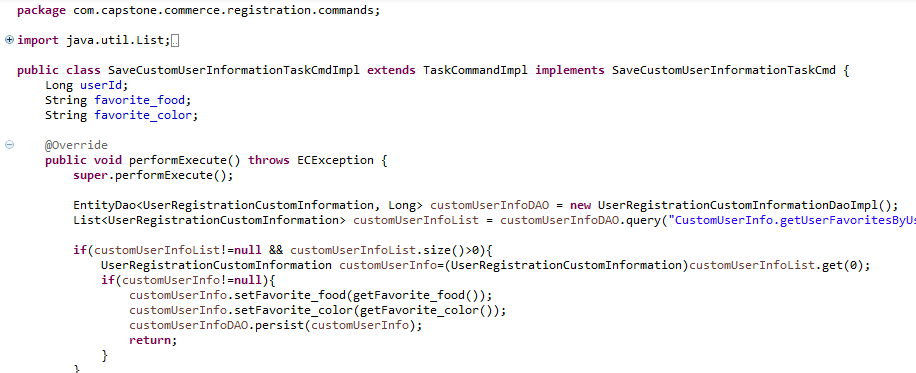 package com.capstone.commerce.registration.commands;
import java.util.List;
public class SaveCustomUserInformationTaskCmdImpl extends TaskCommandImpl implements SaveCustomUserInformationTaskCmd {
Long userId;
String favorite_food;
String favorite_color;
@Override
public void performExecute() throws ECException {
super.performExecute();
EntityDao<UserRegistrationCustomInformation, Long> customUserInfoDAO = new UserRegistrationCustomInformationDaoImpl();
List<UserRegistrationCustomInformation> customUserInfoList = customUserInfoDAO.query("CustomUserInfo.getUserFavoritesByUs
if(customUserInfoList!=null && customUserInfoList.size()>0){
UserRegistrationCustomInformation customUserInfo=(UserRegistrationCustomInformation)customUserInfoList.get(0);
if(customUserInfo!=null){
customUserInfo.setFavorite_food(getFavorite_food());
customUserInfo.setFavorite_color(getFavorite_color());
customUserInfoDAO.persist(customUserInfo);
return;
}
}